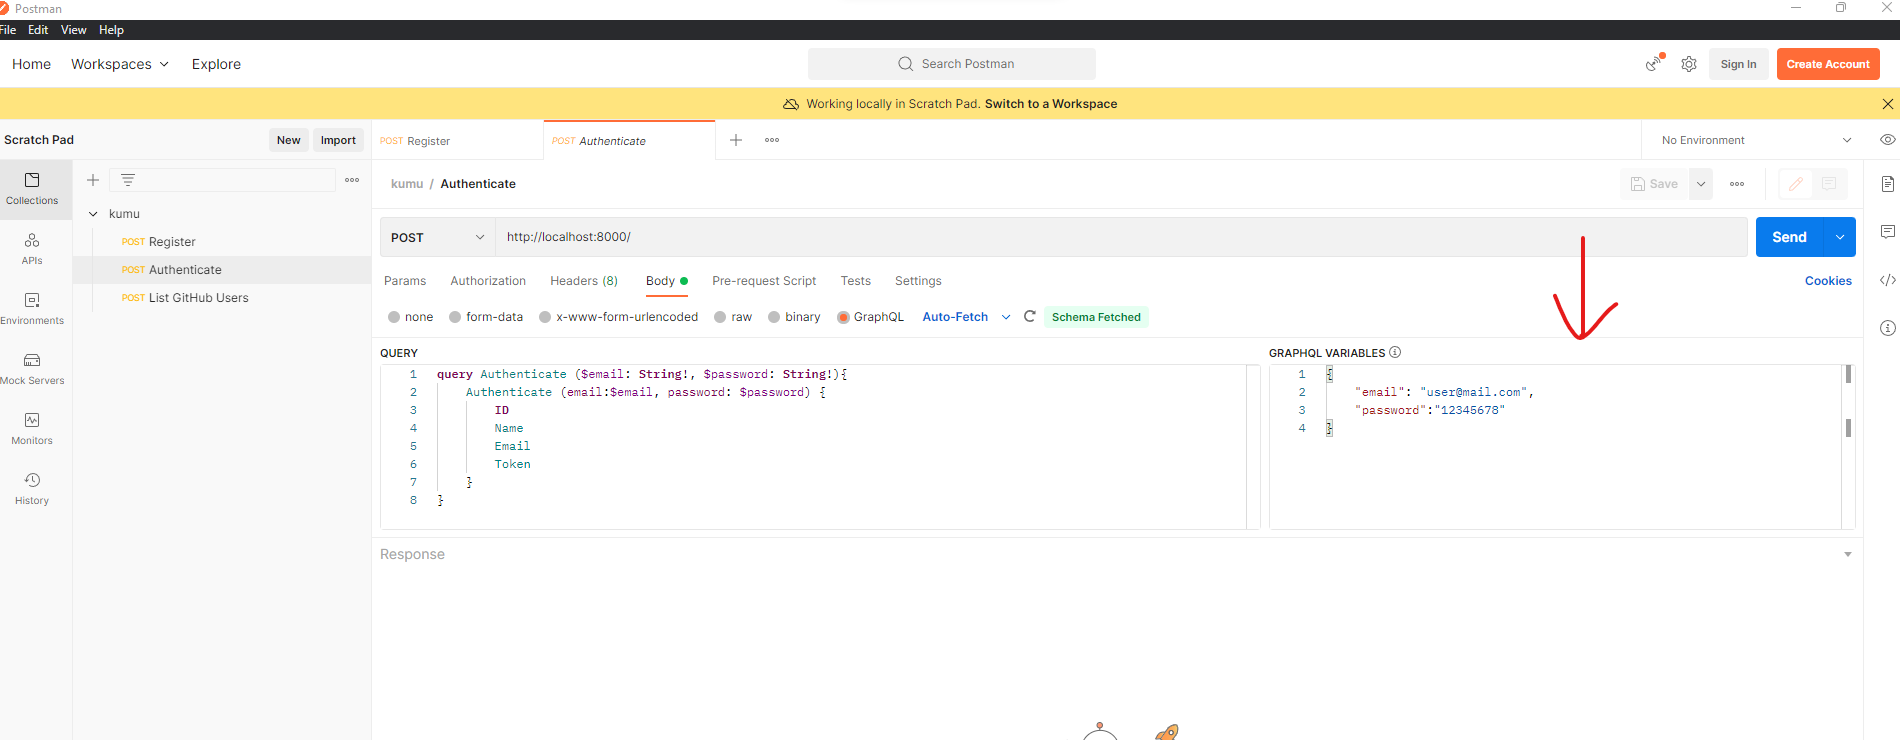 Postman
File Edit View Help
Home Workspaces Explore
Search Postman
Sign In
Create Account
Working locally in Scratch Pad. Switch to a Workspace
Scratch Pad
New
Import
POST Register
POST Authenticate
No Environment
Collections
APIs
Environments
Mock Servers
Monitors
History
kumu
POST Register
POST Authenticate
POST List GitHub Users
kumu / Authenticate
Save
POST
http://localhost:8000/
Send
Params Authorization Headers (8) Body Pre-request Script Tests Settings
Cookies
none form-data x-www-form-urlencoded raw binary GraphQL Auto-Fetch Schema Fetched
QUERY
1 query Authenticate ($email: String!, $password: String!){
2 Authenticate (email:$email, password: $password) {
3 ID
4 Name
5 Email
6 Token
7 }
8 }
GRAPHQL VARIABLES
1 {
2 "email": "user@mail.com",
3 "password":"12345678"
4 }
Response